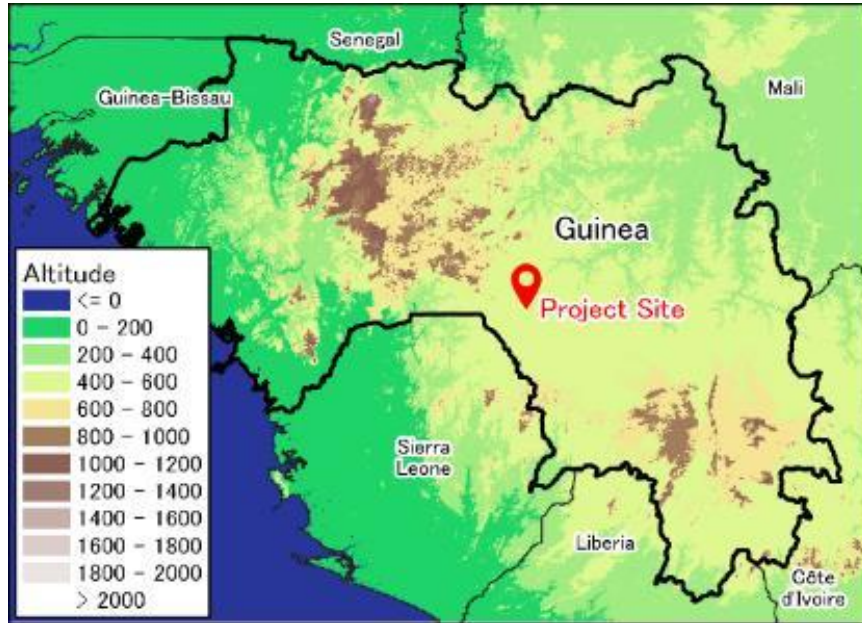 Senegal
Guinea-Bissau
Mali
Guinea
Project Site
Altitude
<= 0
0 - 200
200 - 400
400 - 600
600 - 800
800 - 1000
1000 - 1200
1200 - 1400
1400 - 1600
1600 - 1800
1800 - 2000
> 2000
Sierra
Leone
Liberia
Côte
d'Ivoire